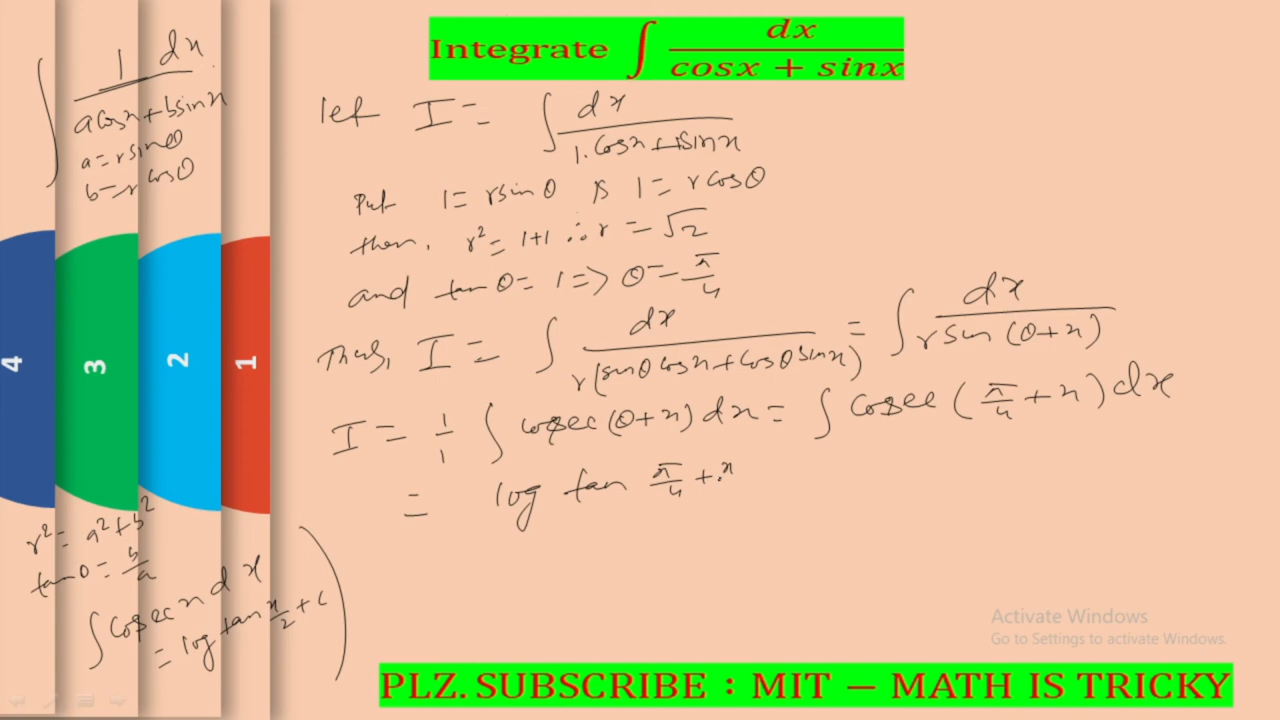 Integrate ∫ dx / (cosx + sinx)
∫ 1 dx / (a cosx + b sinx)
a = r sinθ
b = r cosθ
let I = ∫ dx / (1.cosx + 1sinx)
Put 1 = r sinθ & 1 = r cosθ
then, r² = 1+1 ∴ r = √2
and tan θ = 1 => θ = π/4
Thus, I = ∫ dx / r(sinθ cosx + cosθ sinx) = ∫ dx / r sin(θ+x)
I = 1/1 ∫ cosec(θ+x) dx = ∫ cosec(π/4 + x) dx
= log tan π/4 + x
4
3
2
1
r² = a² + b²
tan θ = b/a
∫ cosec x dx
= log tan x/2 + c
Activate Windows
Go to Settings to activate Windows.
PLZ. SUBSCRIBE : MIT − MATH IS TRICKY